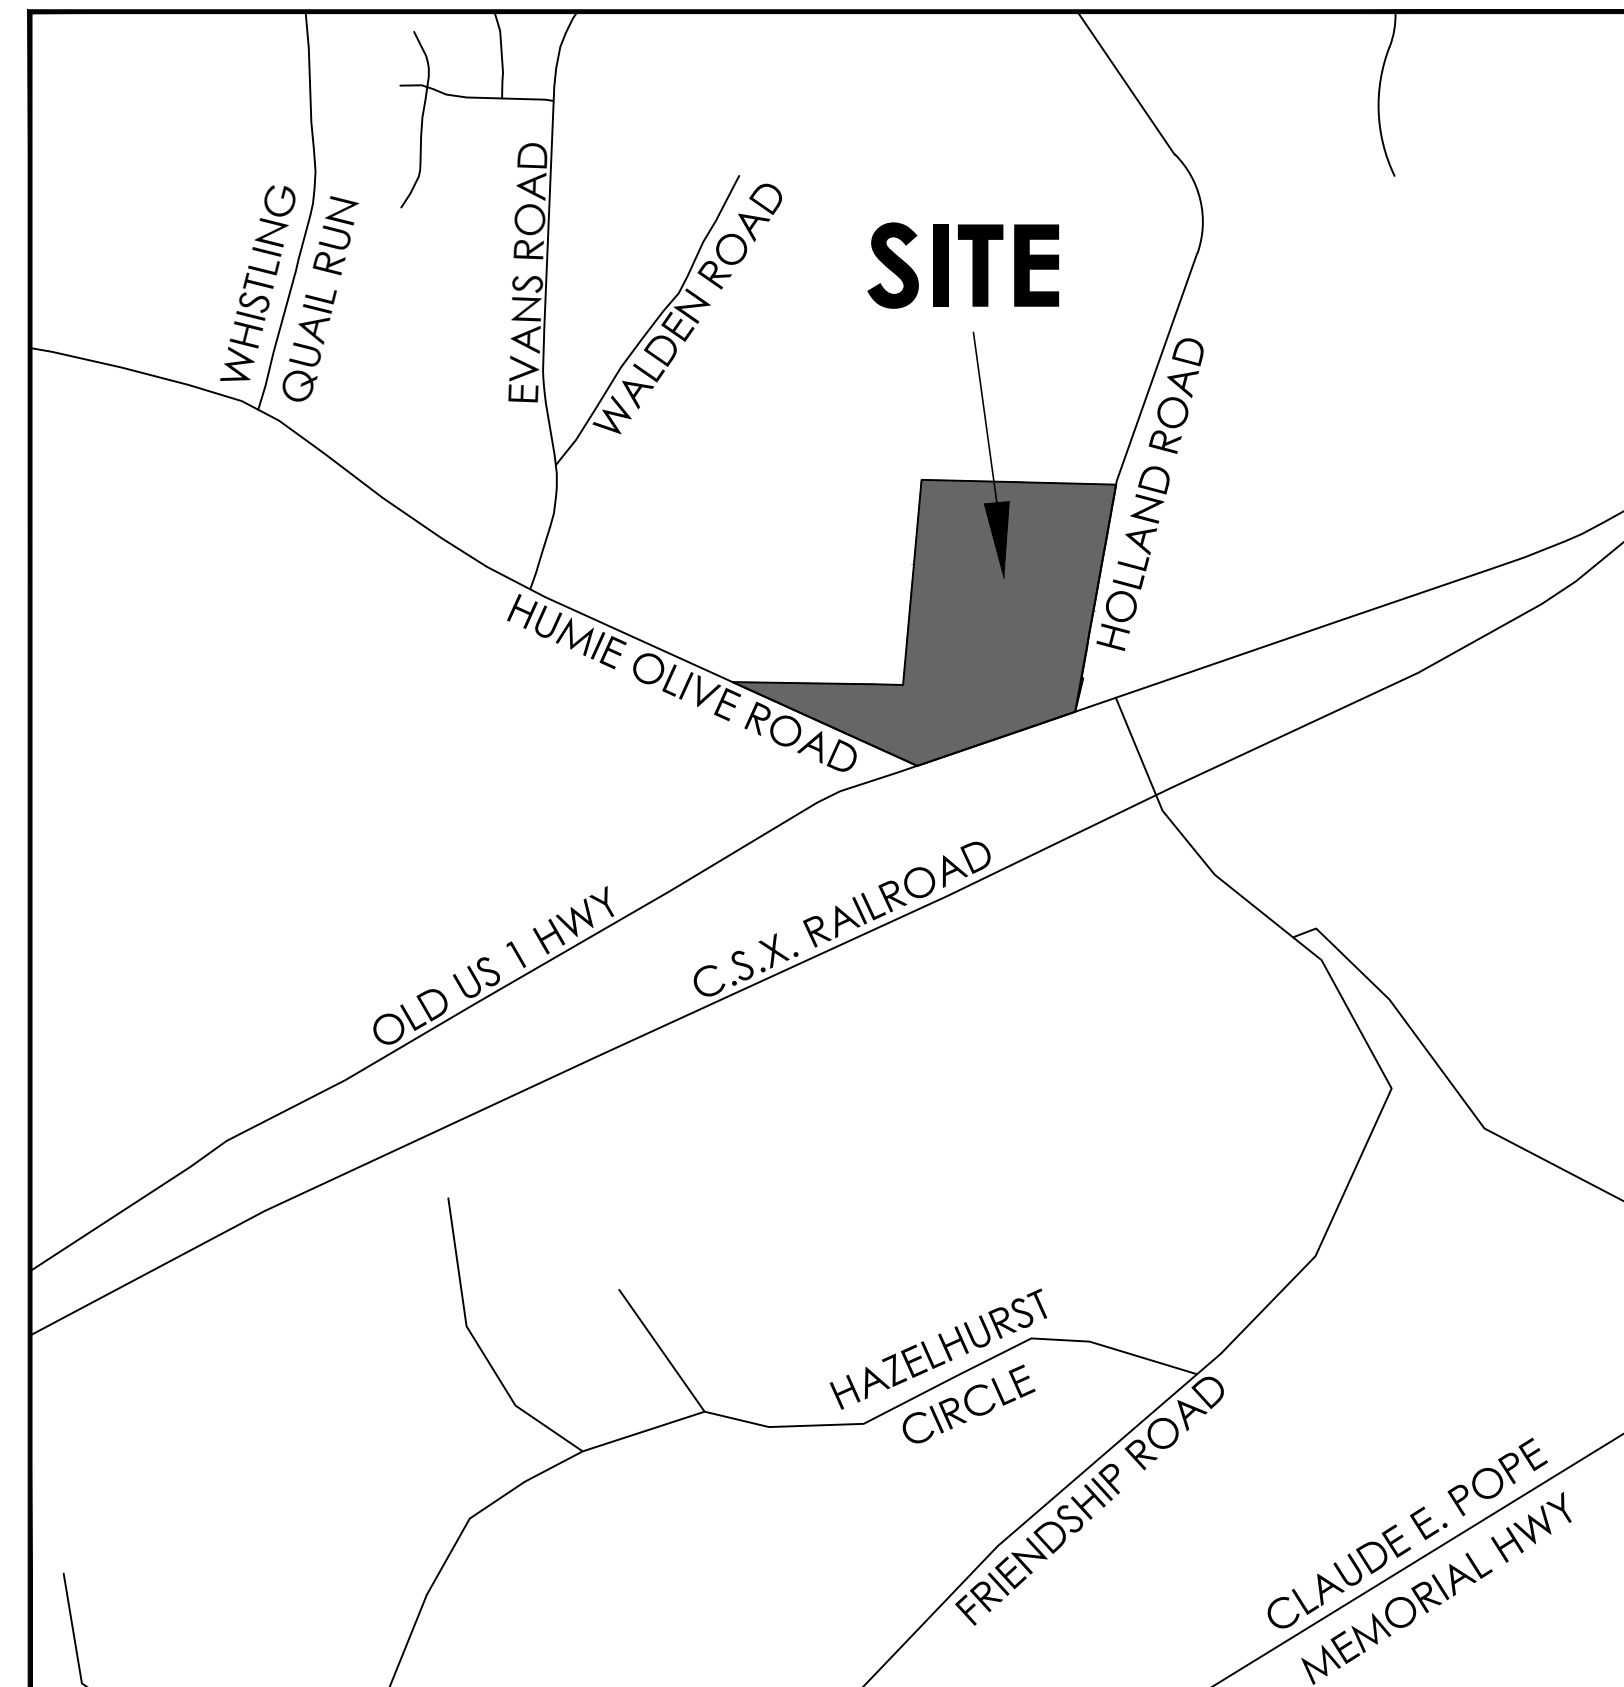 WHISTLING
QUAIL RUN
EVANS ROAD
WALDEN ROAD
SITE
HOLLAND ROAD
HUMIE OLIVE ROAD
OLD US 1 HWY
C.S.X. RAILROAD
HAZELHURST
CIRCLE
FRIENDSHIP ROAD
CLAUDE E. POPE
MEMORIAL HWY